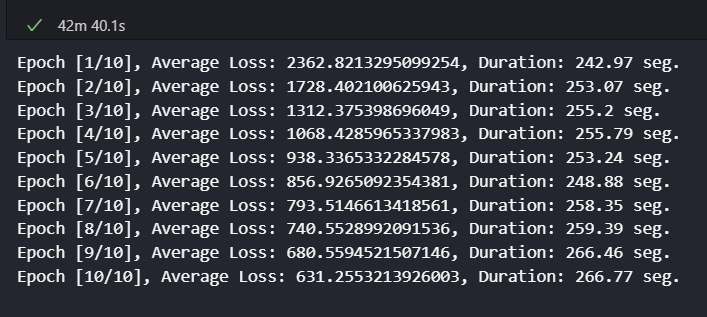 42m 40.1s
Epoch [1/10], Average Loss: 2362.8213295099254, Duration: 242.97 seg.
Epoch [2/10], Average Loss: 1728.402100625943, Duration: 253.07 seg.
Epoch [3/10], Average Loss: 1312.375398696049, Duration: 255.2 seg.
Epoch [4/10], Average Loss: 1068.4285965337983, Duration: 255.79 seg.
Epoch [5/10], Average Loss: 938.3365332284578, Duration: 253.24 seg.
Epoch [6/10], Average Loss: 856.9265092354381, Duration: 248.88 seg.
Epoch [7/10], Average Loss: 793.5146613418561, Duration: 258.35 seg.
Epoch [8/10], Average Loss: 740.5528992091536, Duration: 259.39 seg.
Epoch [9/10], Average Loss: 680.5594521507146, Duration: 266.46 seg.
Epoch [10/10], Average Loss: 631.2553213926003, Duration: 266.77 seg.